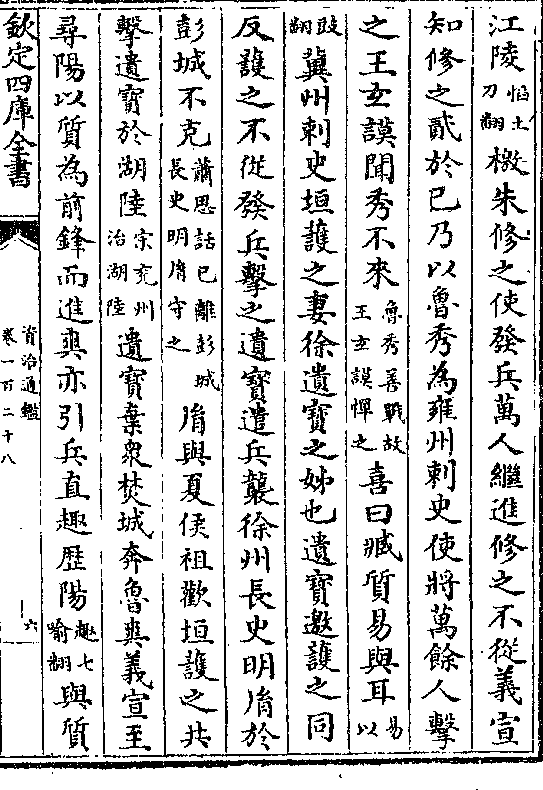 江陵慆土刀翻檄朱修之使發兵萬人繼進修之不從義宣
知修之貳於已乃以魯秀為雍州刺史使將萬餘人擊
之王玄謨聞秀不來魯秀善戰故王玄謨憚之喜曰臧質易與耳易以
豉翻冀州刺史垣護之妻徐遺寶之姊也遺寶邀護之同
反護之不從發兵擊之遺寶遣兵襲徐州長史明胤於
彭城不克蕭思話已離彭城長史明胤守之胤與夏侯祖歡垣護之共
擊遺寶於湖陸宋兖州治湖陸遺寶棄衆焚城奔魯爽義宣至
尋陽以質為前鋒而進爽亦引兵直趣歴陽趣七喻翻與質
欽定四庫全書
資治通鑑
卷一百二十八
六